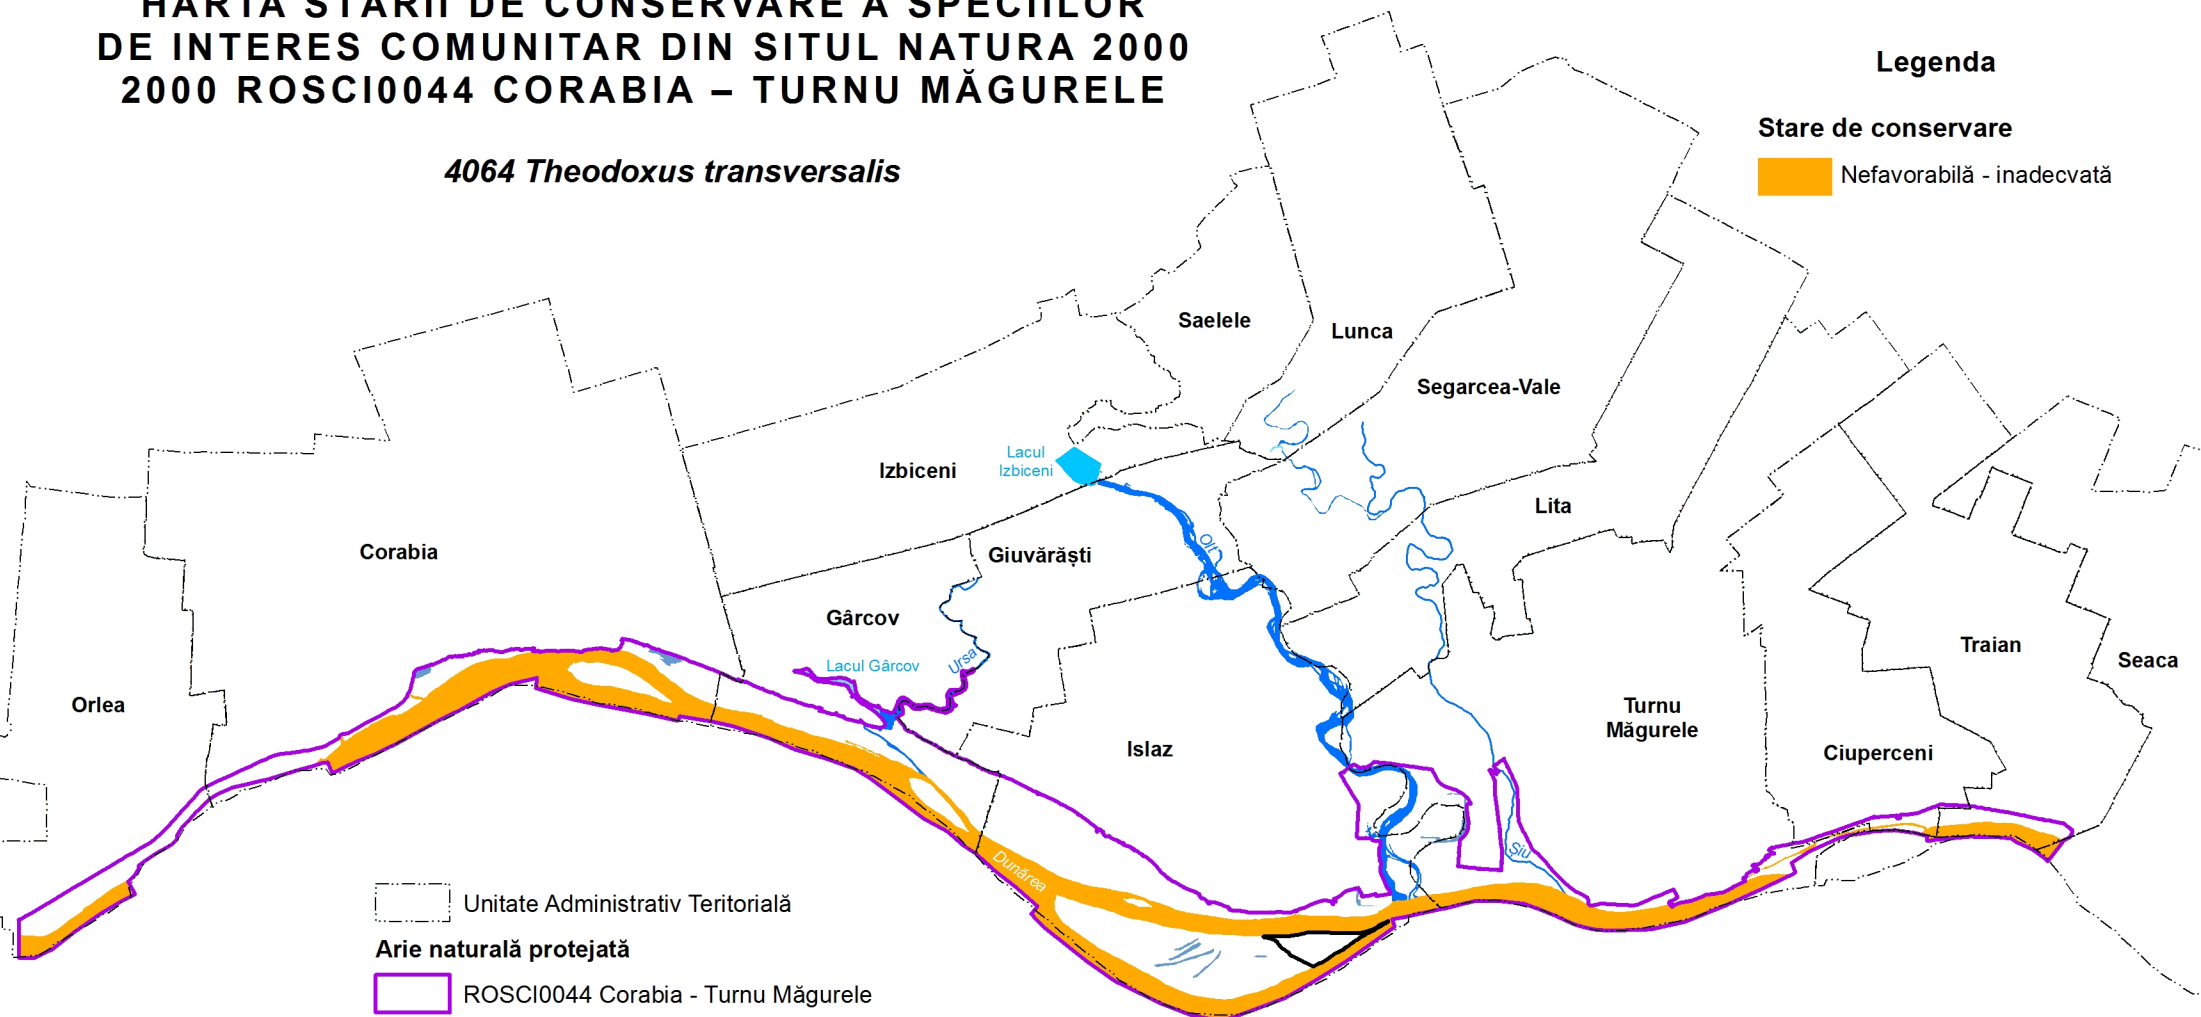 HARTA STĂRII DE CONSERVARE A SPECIILOR
DE INTERES COMUNITAR DIN SITUL NATURA 2000
2000 ROSCI0044 CORABIA – TURNU MĂGURELE
4064 Theodoxus transversalis
Legenda
Stare de conservare
Nefavorabilă - inadecvată
Saelele
Lunca
Segarcea-Vale
Izbiceni
Lacul
Izbiceni
Lita
Corabia
Giuvărăști
Olt
Gârcov
Lacul Gârcov
Ursa
Traian
Seaca
Orlea
Turnu
Măgurele
Islaz
Ciuperceni
Șiu
Dunărea
Unitate Administrativ Teritorială
Arie naturală protejată
ROSCI0044 Corabia - Turnu Măgurele